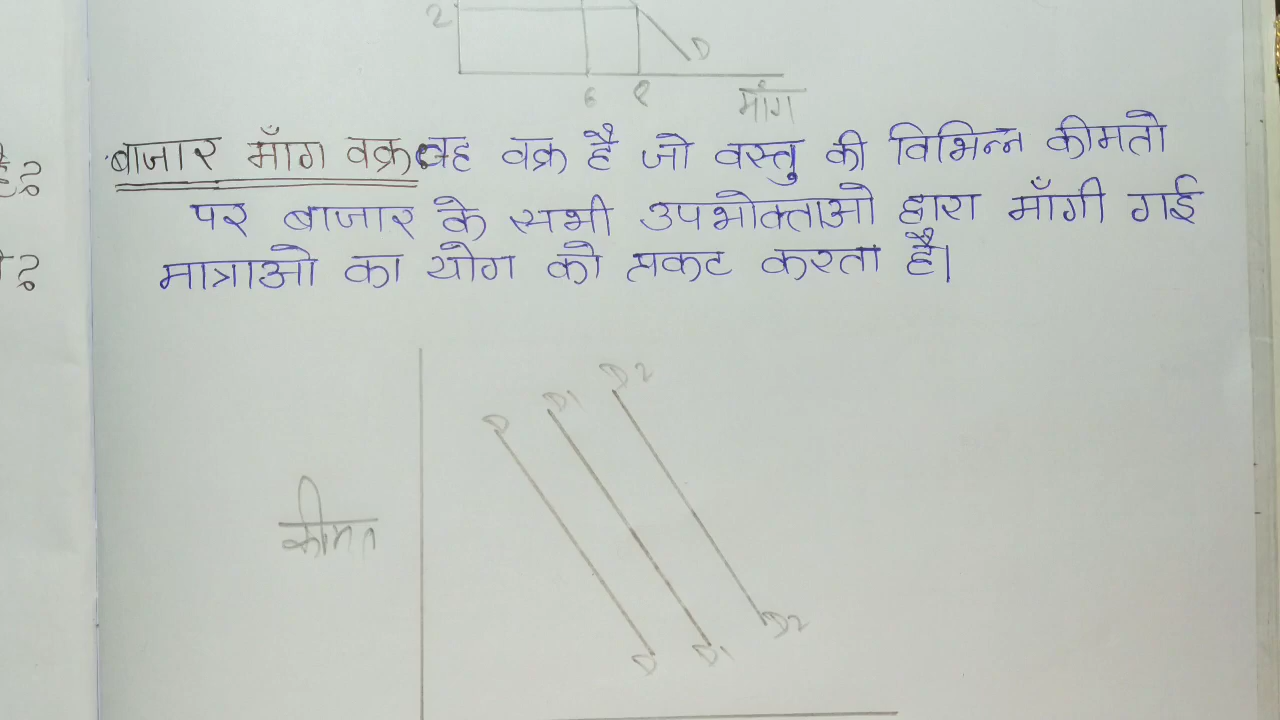 2
D
6 8
माँग
है?
?
बाजार माँग वक्र वह वक्र है जो वस्तु की विभिन्न कीमतो
पर बाजार के सभी उपभोक्ताओ द्वारा माँगी गई
मात्राओ का योग को प्रकट करता है।
D D1 D2
कीमत
D D1 D2